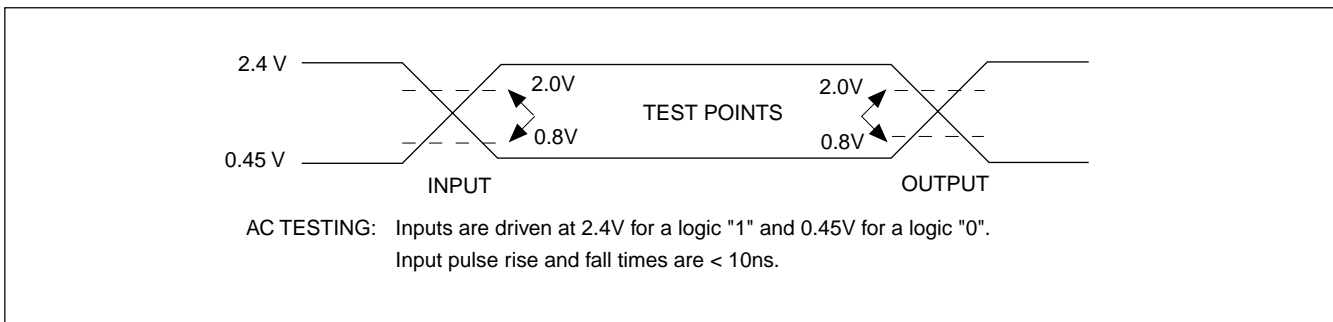 2.4 V
2.0V
2.0V
TEST POINTS
0.8V
0.8V
0.45 V
INPUT
OUTPUT
AC TESTING: Inputs are driven at 2.4V for a logic "1" and 0.45V for a logic "0".
Input pulse rise and fall times are < 10ns.